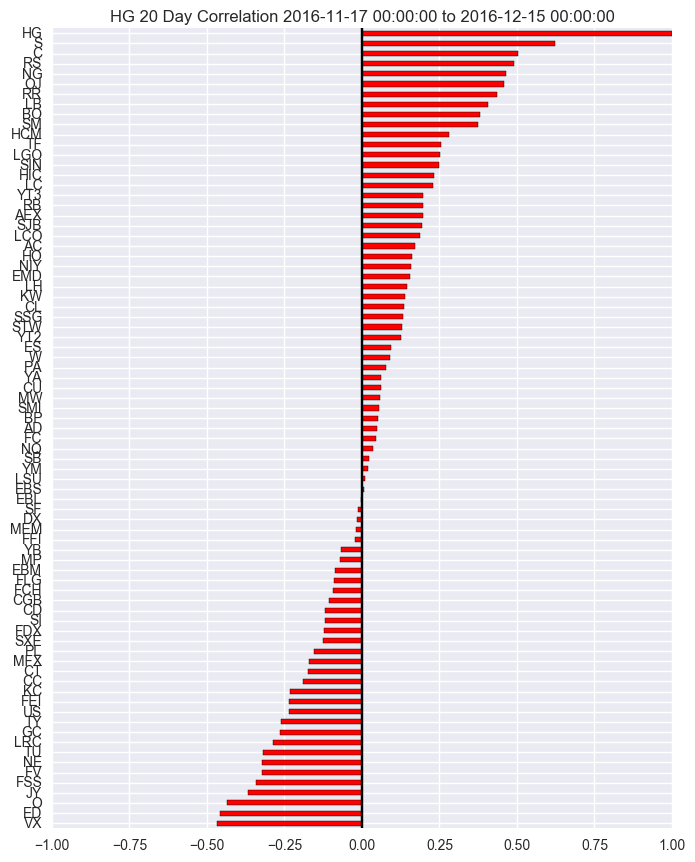 HG 20 Day Correlation 2016-11-17 00:00:00 to 2016-12-15 00:00:00
HG
S
C
RS
NG
OJ
RR
LB
BO
SM
HCM
TF
LGO
SIN
HIC
LC
YT3
RB
AEX
SJB
LCO
AC
HO
NIY
EMD
LH
KW
CL
SSG
STW
YT2
ES
W
PA
YA
CU
MW
SMI
BP
AD
FC
NQ
SB
YM
LSU
EBS
EBL
SF
DX
MEM
FFI
YB
MP
EBM
FLG
FCH
CGB
CD
SI
FDX
SXE
PL
MFX
CT
CC
KC
FEI
US
TY
GC
LRC
TU
NE
FV
FSS
JY
O
ED
VX
−1.00 −0.75 −0.50 −0.25 0.00 0.25 0.50 0.75 1.00